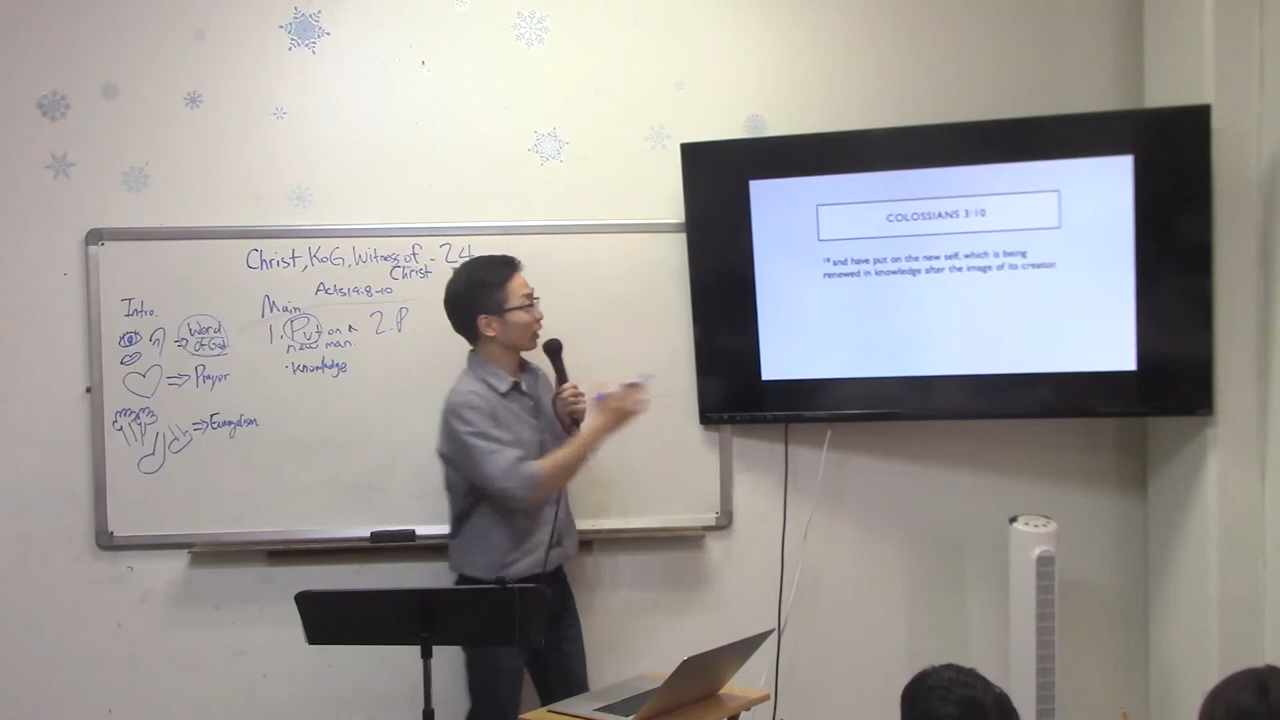 Christ, KoG, Witness of - 24
Christ
Acts 19:8-10
Intro.
⇒ Word of God
⇒ Prayer
⇒ Evangelism
Main.
1. Put on a
new man.
• Knowledge
2. P
COLOSSIANS 3:10
10 and have put on the new self, which is being
renewed in knowledge after the image of its creator.